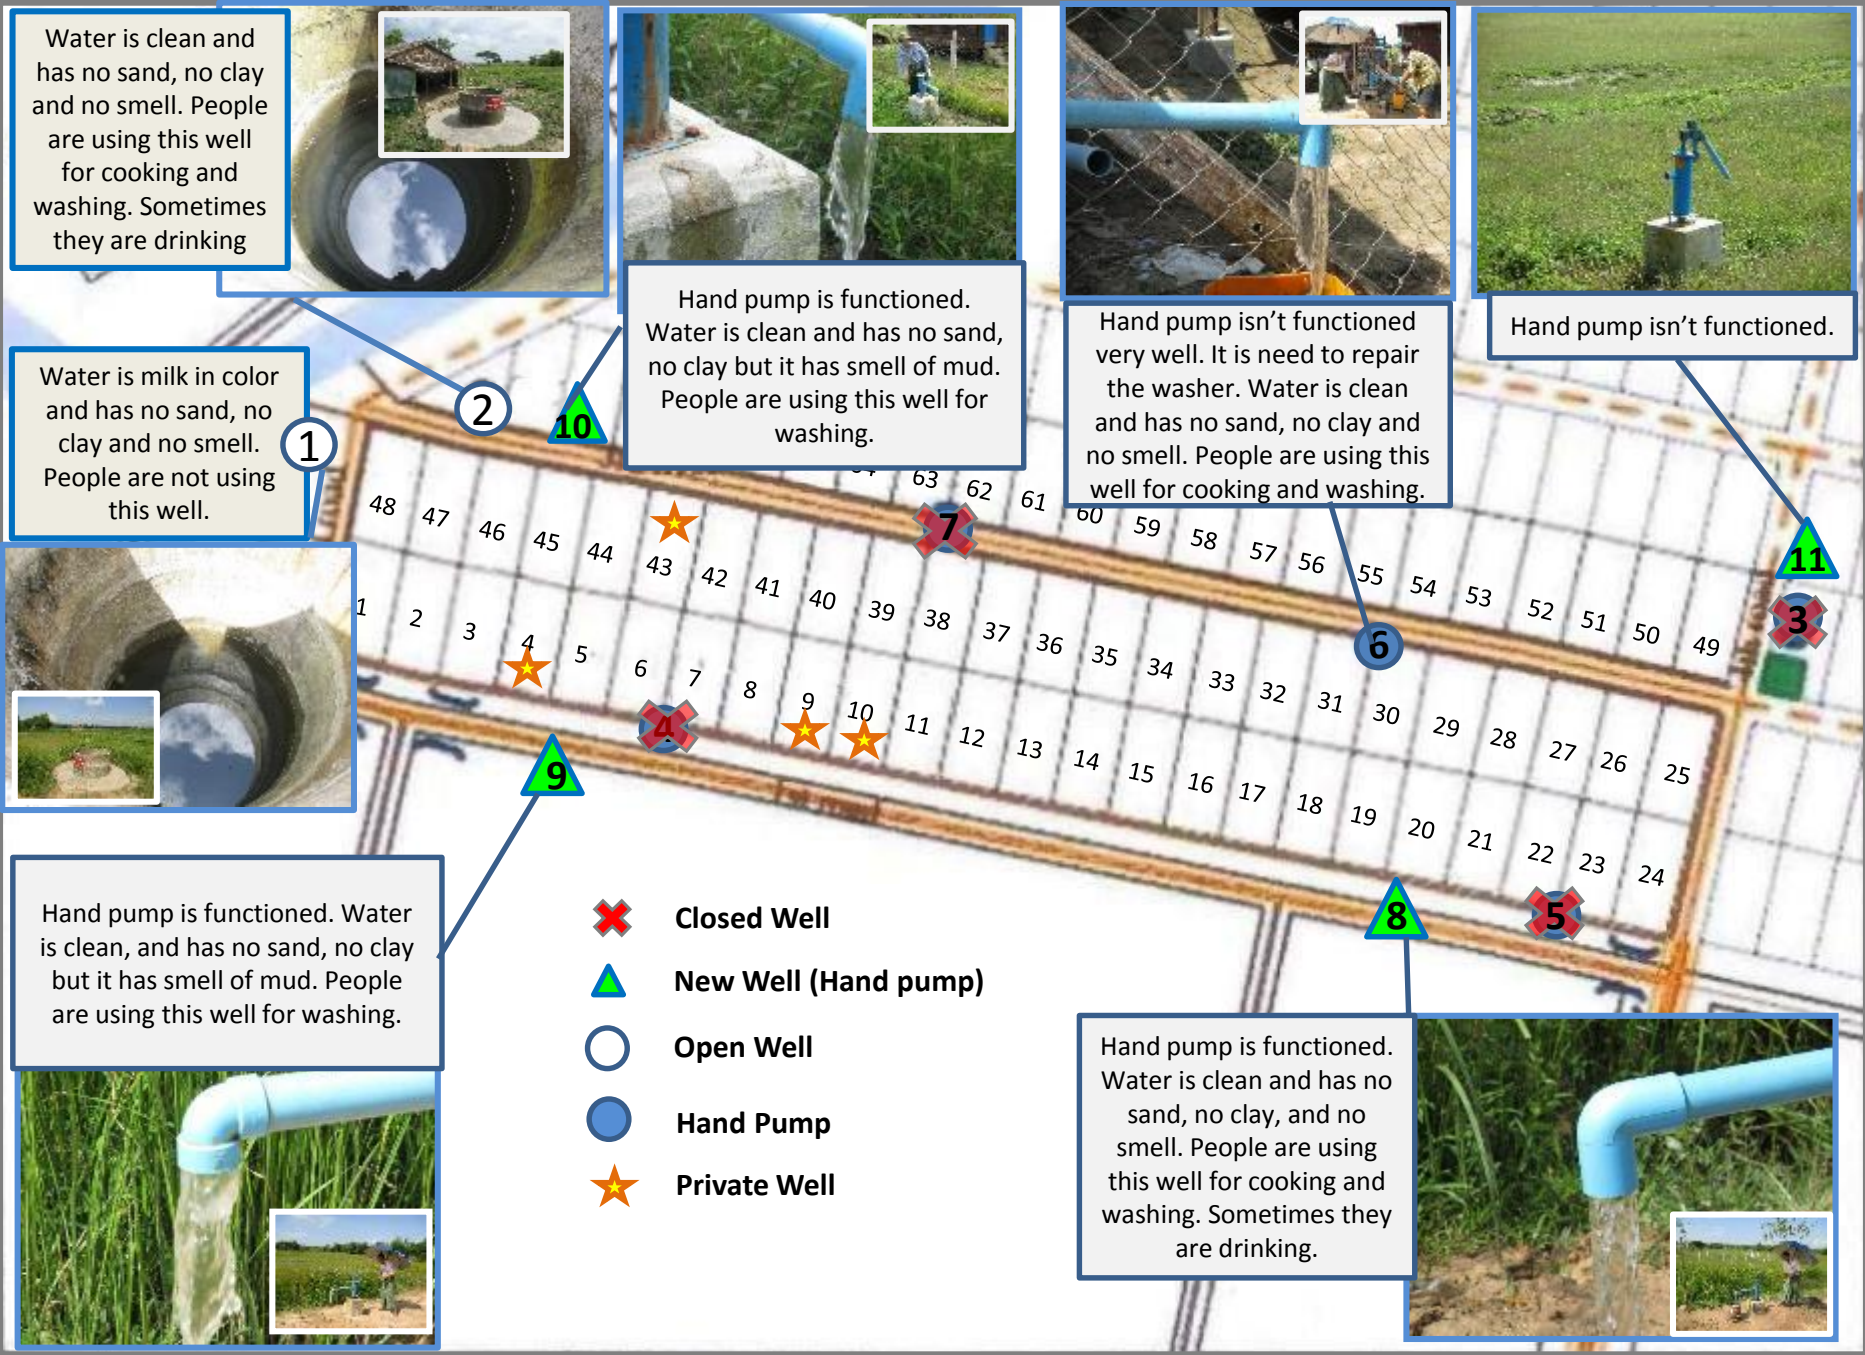 Water is clean and
has no sand, no clay
and no smell. People
are using this well
for cooking and
washing. Sometimes
they are drinking
Hand pump is functioned.
Water is clean and has no sand,
no clay but it has smell of mud.
People are using this well for
washing.
Hand pump isn't functioned
very well. It is need to repair
the washer. Water is clean
and has no sand, no clay and
no smell. People are using this
well for cooking and washing.
Hand pump isn't functioned.
Water is milk in color
and has no sand, no
clay and no smell.
People are not using
this well.
1
2
10
7
6
11
3
4
9
8
5
63 62 61 60 59 58 57 56 55 54 53 52 51 50 49
48 47 46 45 44 43 42 41 40 39 38 37 36 35 34 33 32 31 30 29 28 27 26 25
1 2 3 4 5 6 7 8 9 10 11 12 13 14 15 16 17 18 19 20 21 22 23 24
Hand pump is functioned. Water
is clean, and has no sand, no clay
but it has smell of mud. People
are using this well for washing.
Closed Well
New Well (Hand pump)
Open Well
Hand Pump
Private Well
Hand pump is functioned.
Water is clean and has no
sand, no clay, and no
smell. People are using
this well for cooking and
washing. Sometimes they
are drinking.